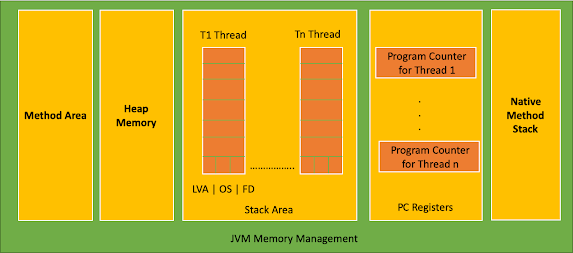 Method Area
Heap
Memory
T1 Thread
Tn Thread
……………..
LVA | OS | FD
Stack Area
Program Counter
for Thread 1
.
.
.
Program Counter
for Thread n
PC Registers
Native
Method
Stack
JVM Memory Management